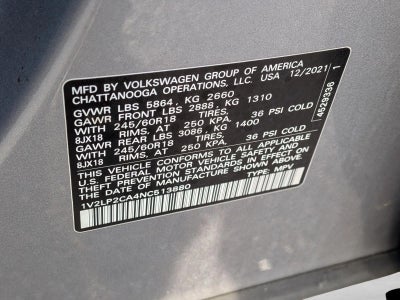 MFD BY VOLKSWAGEN GROUP OF AMERICA
CHATTANOOGA OPERATIONS, LLC. USA 12/2021
GVWR LBS 5864, KG 2660
GAWR FRONT LBS 2888, KG 1310
WITH 245/60R18 TIRES,
8JX18 RIMS, AT 250 KPA, 36 PSI COLD
GAWR REAR LBS 3086, KG 1400
WITH 245/60R18 TIRES,
8JX18 RIMS, AT 250 KPA, 36 PSI COLD
THIS VEHICLE CONFORMS TO ALL APPLICABLE
FEDERAL MOTOR VEHICLE SAFETY, BUMPER, AND
THEFT PREVENTION STANDARDS IN EFFECT ON
THE DATE OF MANUFACTURE SHOWN ABOVE.
1V2LP2CA4NC513880 TYPE: MPV
4529336 1